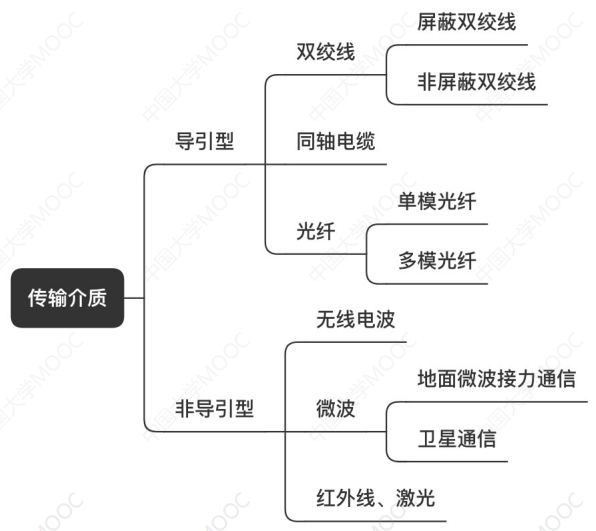 屏蔽双绞线
双绞线
非屏蔽双绞线
导引型
同轴电缆
单模光纤
光纤
多模光纤
传输介质
无线电波
地面微波接力通信
非导引型
微波
卫星通信
红外线、激光
中国大学MOOC